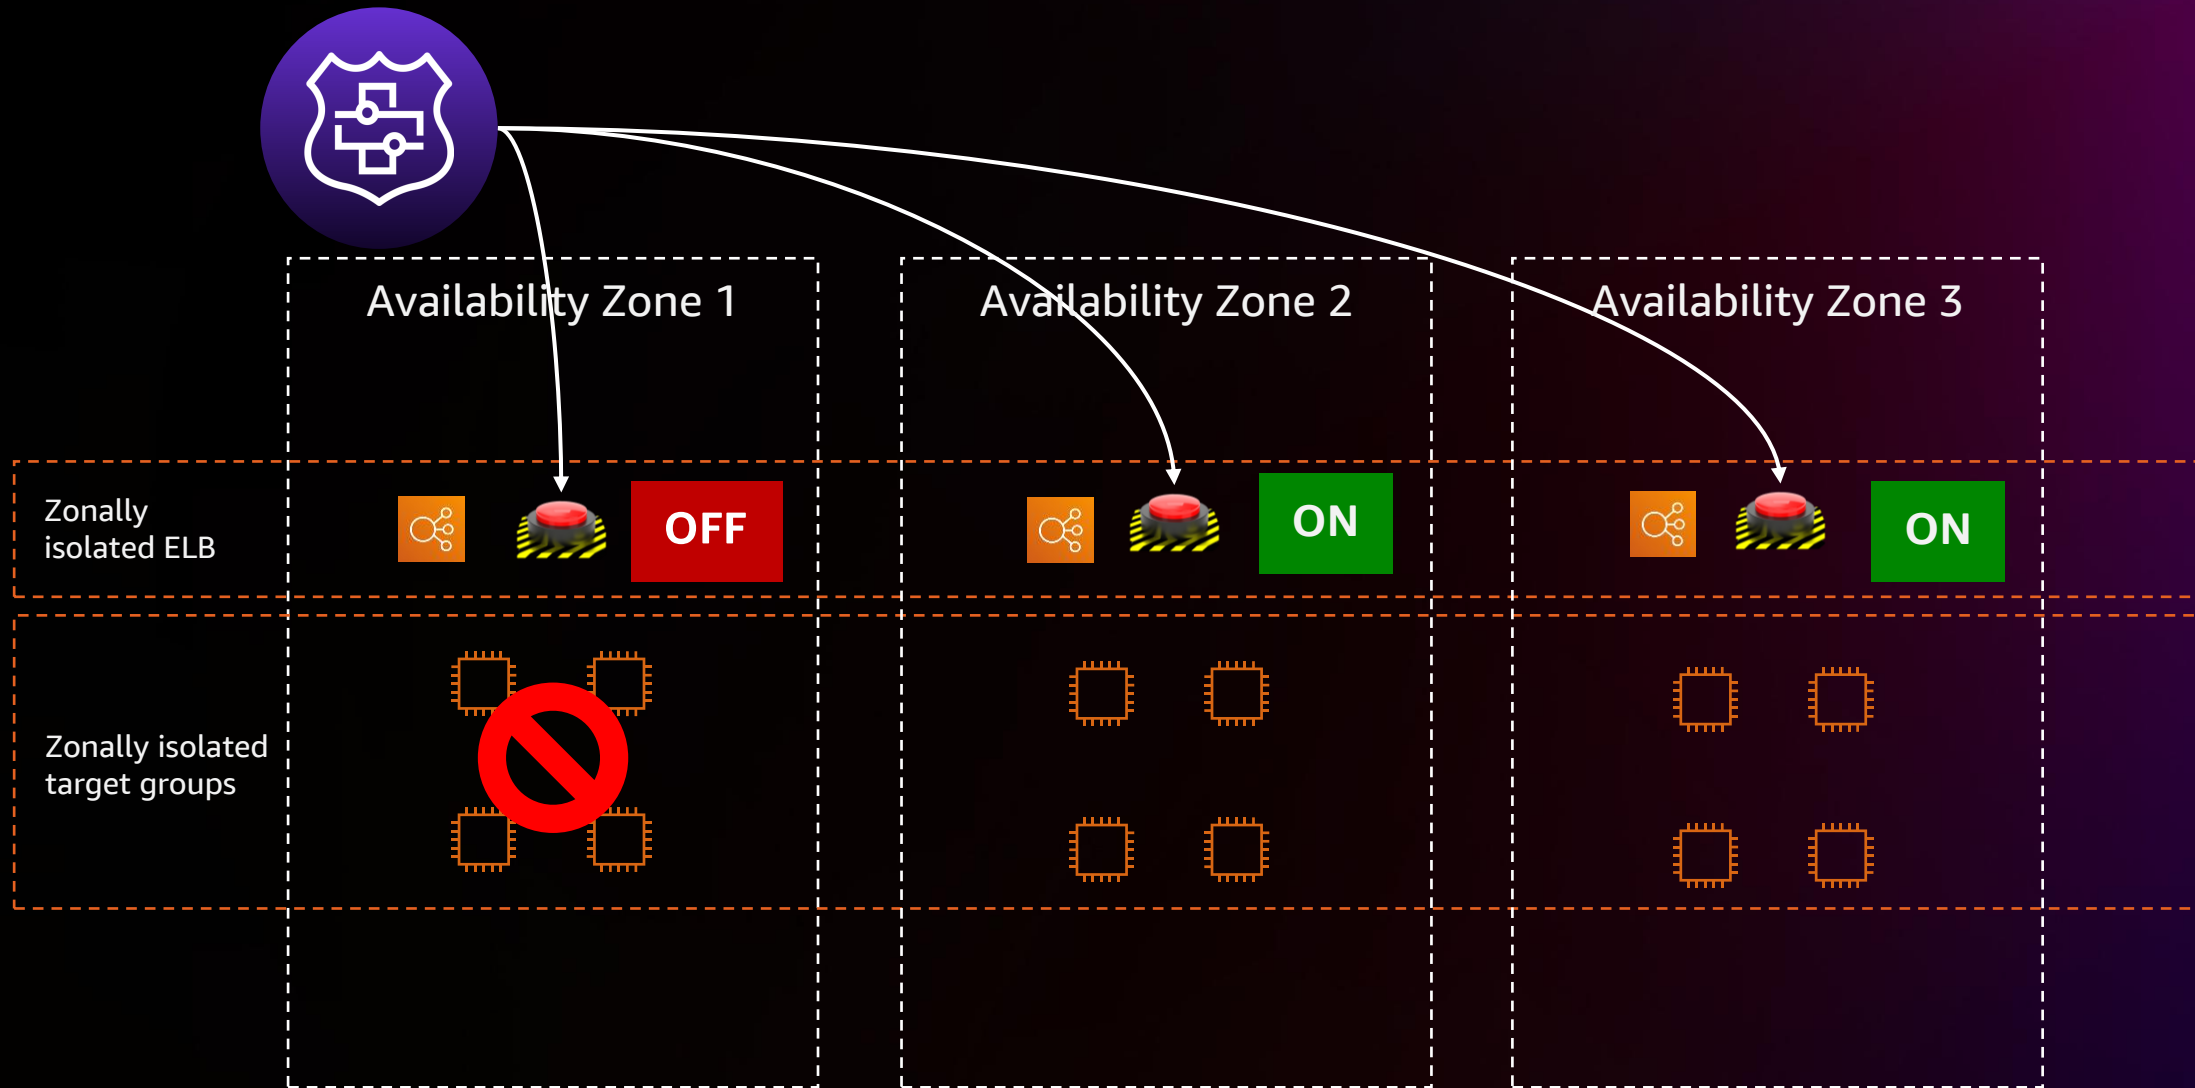 Availability Zone 1
Availability Zone 2
Availability Zone 3
Zonally
isolated ELB
OFF
ON
ON
Zonally isolated
target groups